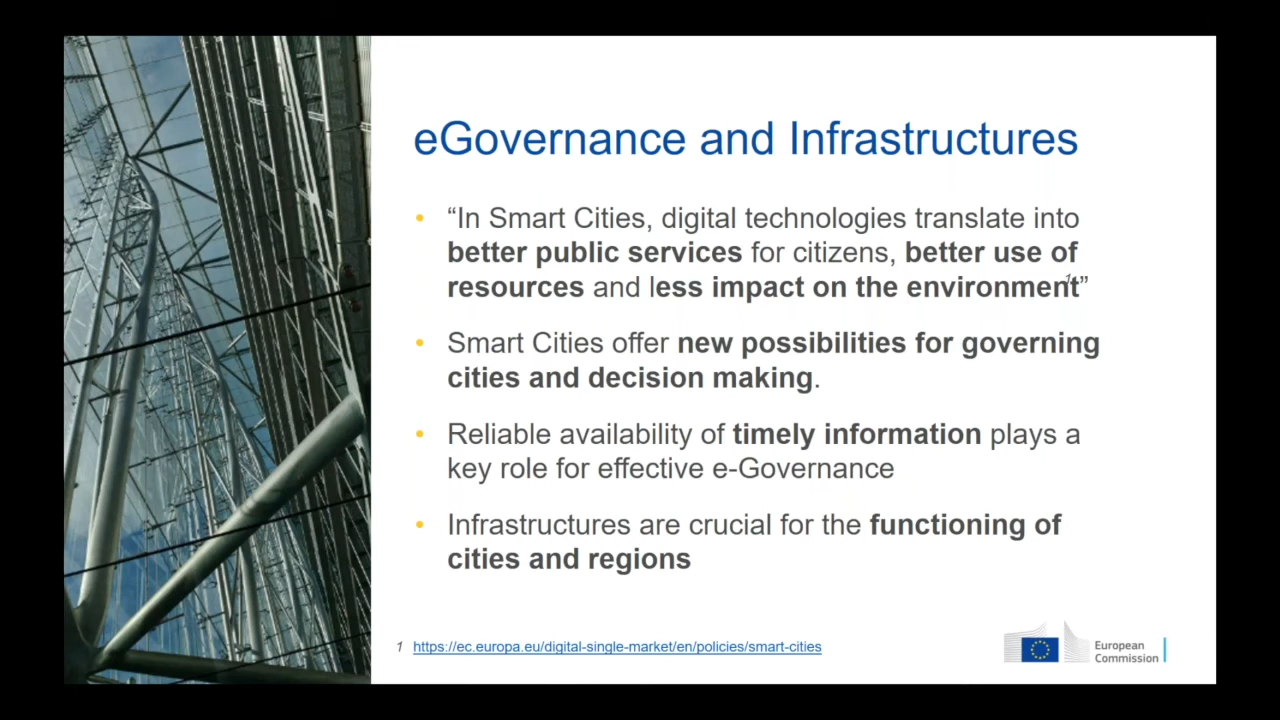 eGovernance and Infrastructures
• “In Smart Cities, digital technologies translate into
better public services for citizens, better use of
resources and less impact on the environment1”
• Smart Cities offer new possibilities for governing
cities and decision making.
• Reliable availability of timely information plays a
key role for effective e-Governance
• Infrastructures are crucial for the functioning of
cities and regions
1 https://ec.europa.eu/digital-single-market/en/policies/smart-cities
European
Commission